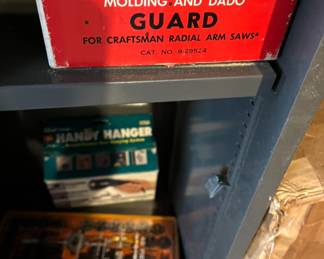 MOLDING AND DADO
GUARD
FOR CRAFTSMAN RADIAL ARM SAWS*
CAT. NO. 9-29524
HANDY HANGER